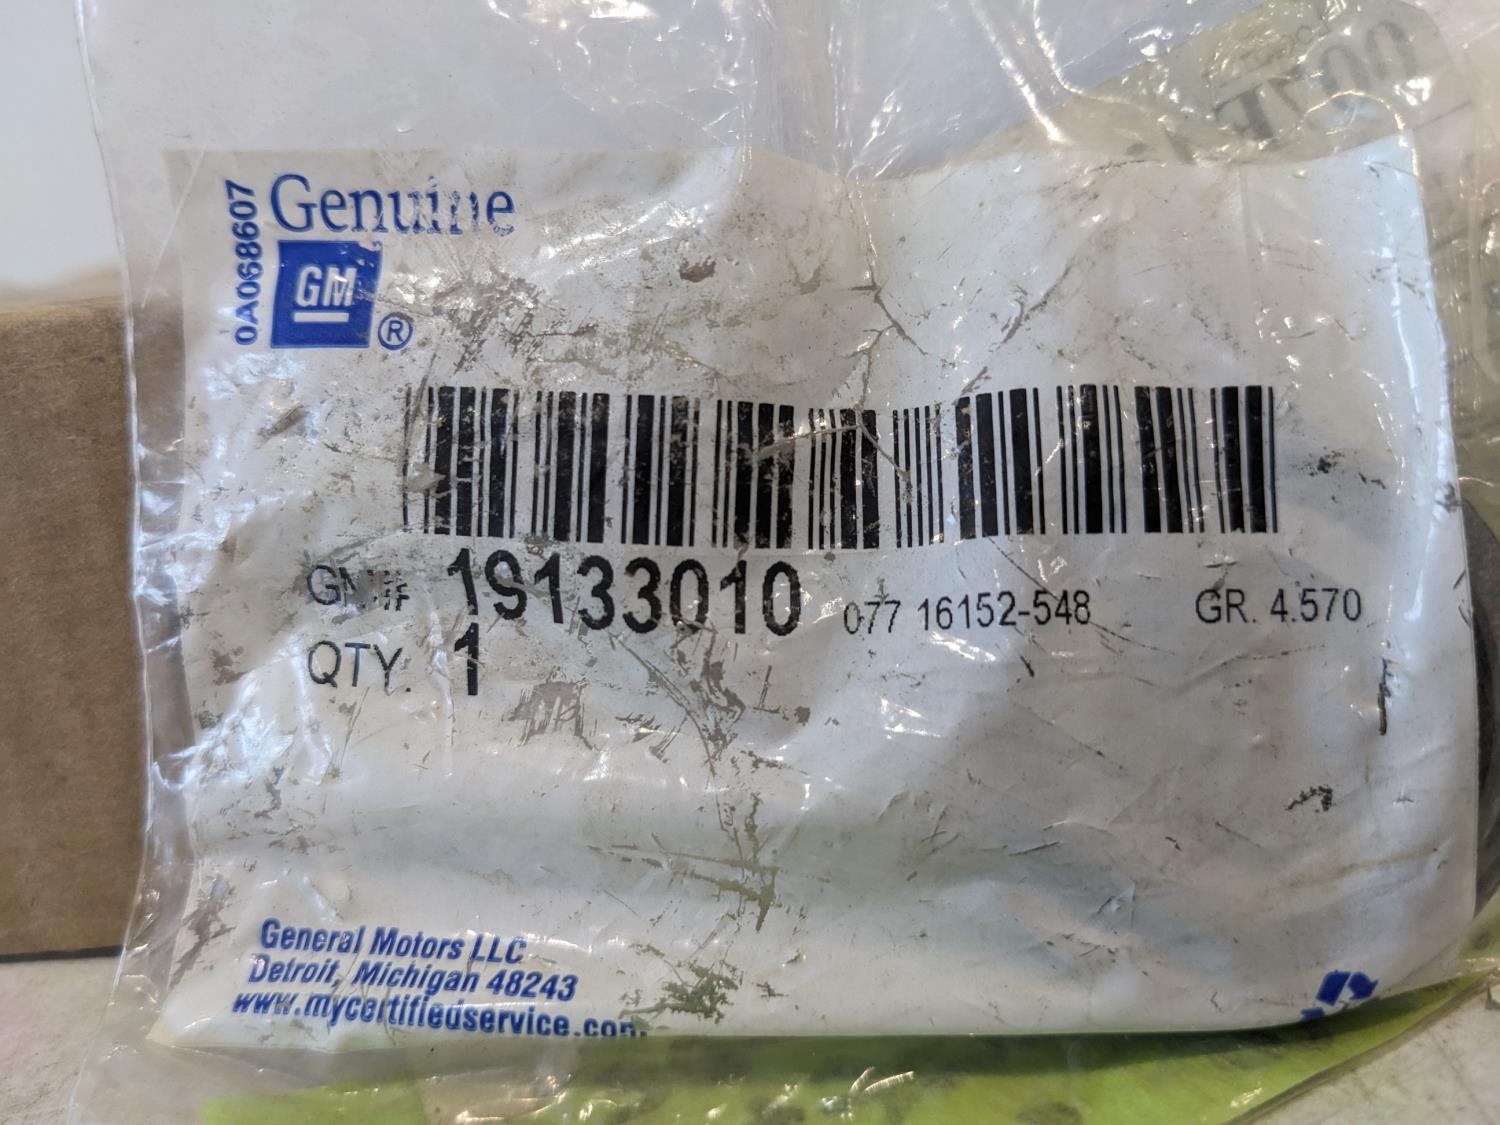 0A068607
Genuine
GM ®
GM# 19133010 077 16152-548 GR. 4.570
QTY. 1
General Motors LLC
Detroit, Michigan 48243
www.mycertifiedservice.com